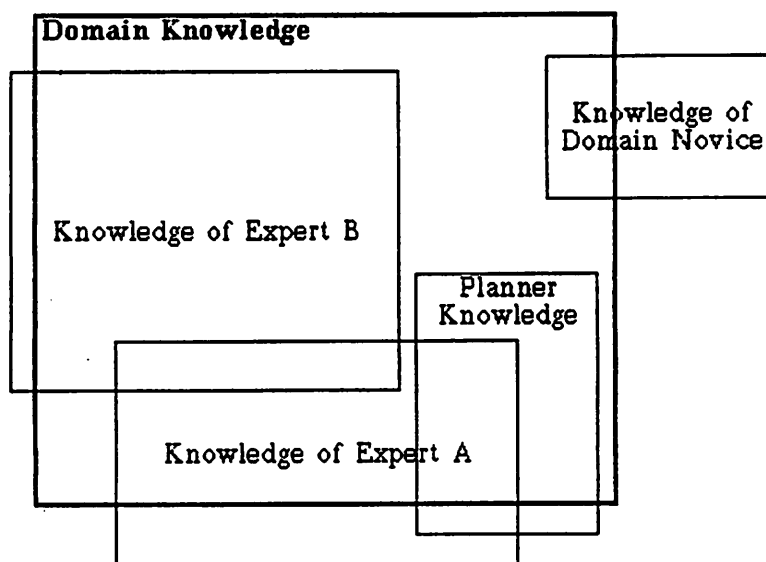 Domain Knowledge
Knowledge of
Domain Novice
Knowledge of Expert B
Planner
Knowledge
Knowledge of Expert A